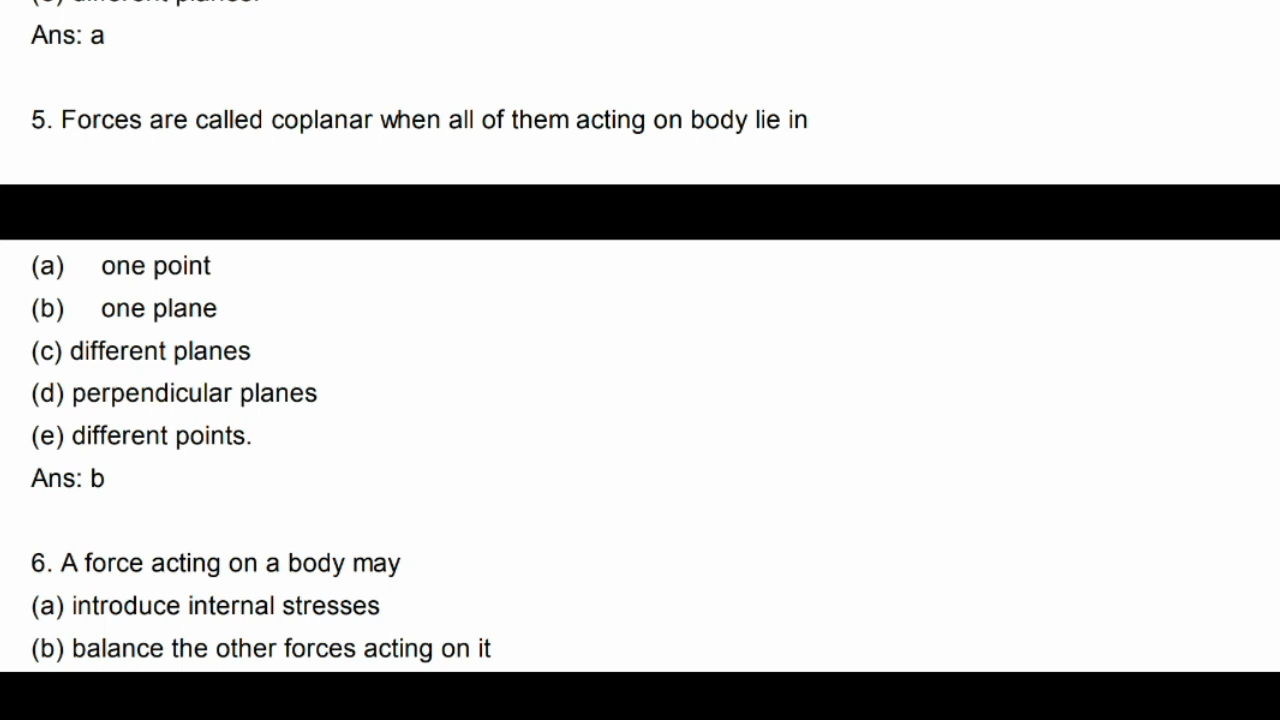 Ans: a
5. Forces are called coplanar when all of them acting on body lie in
(a) one point
(b) one plane
(c) different planes
(d) perpendicular planes
(e) different points.
Ans: b
6. A force acting on a body may
(a) introduce internal stresses
(b) balance the other forces acting on it